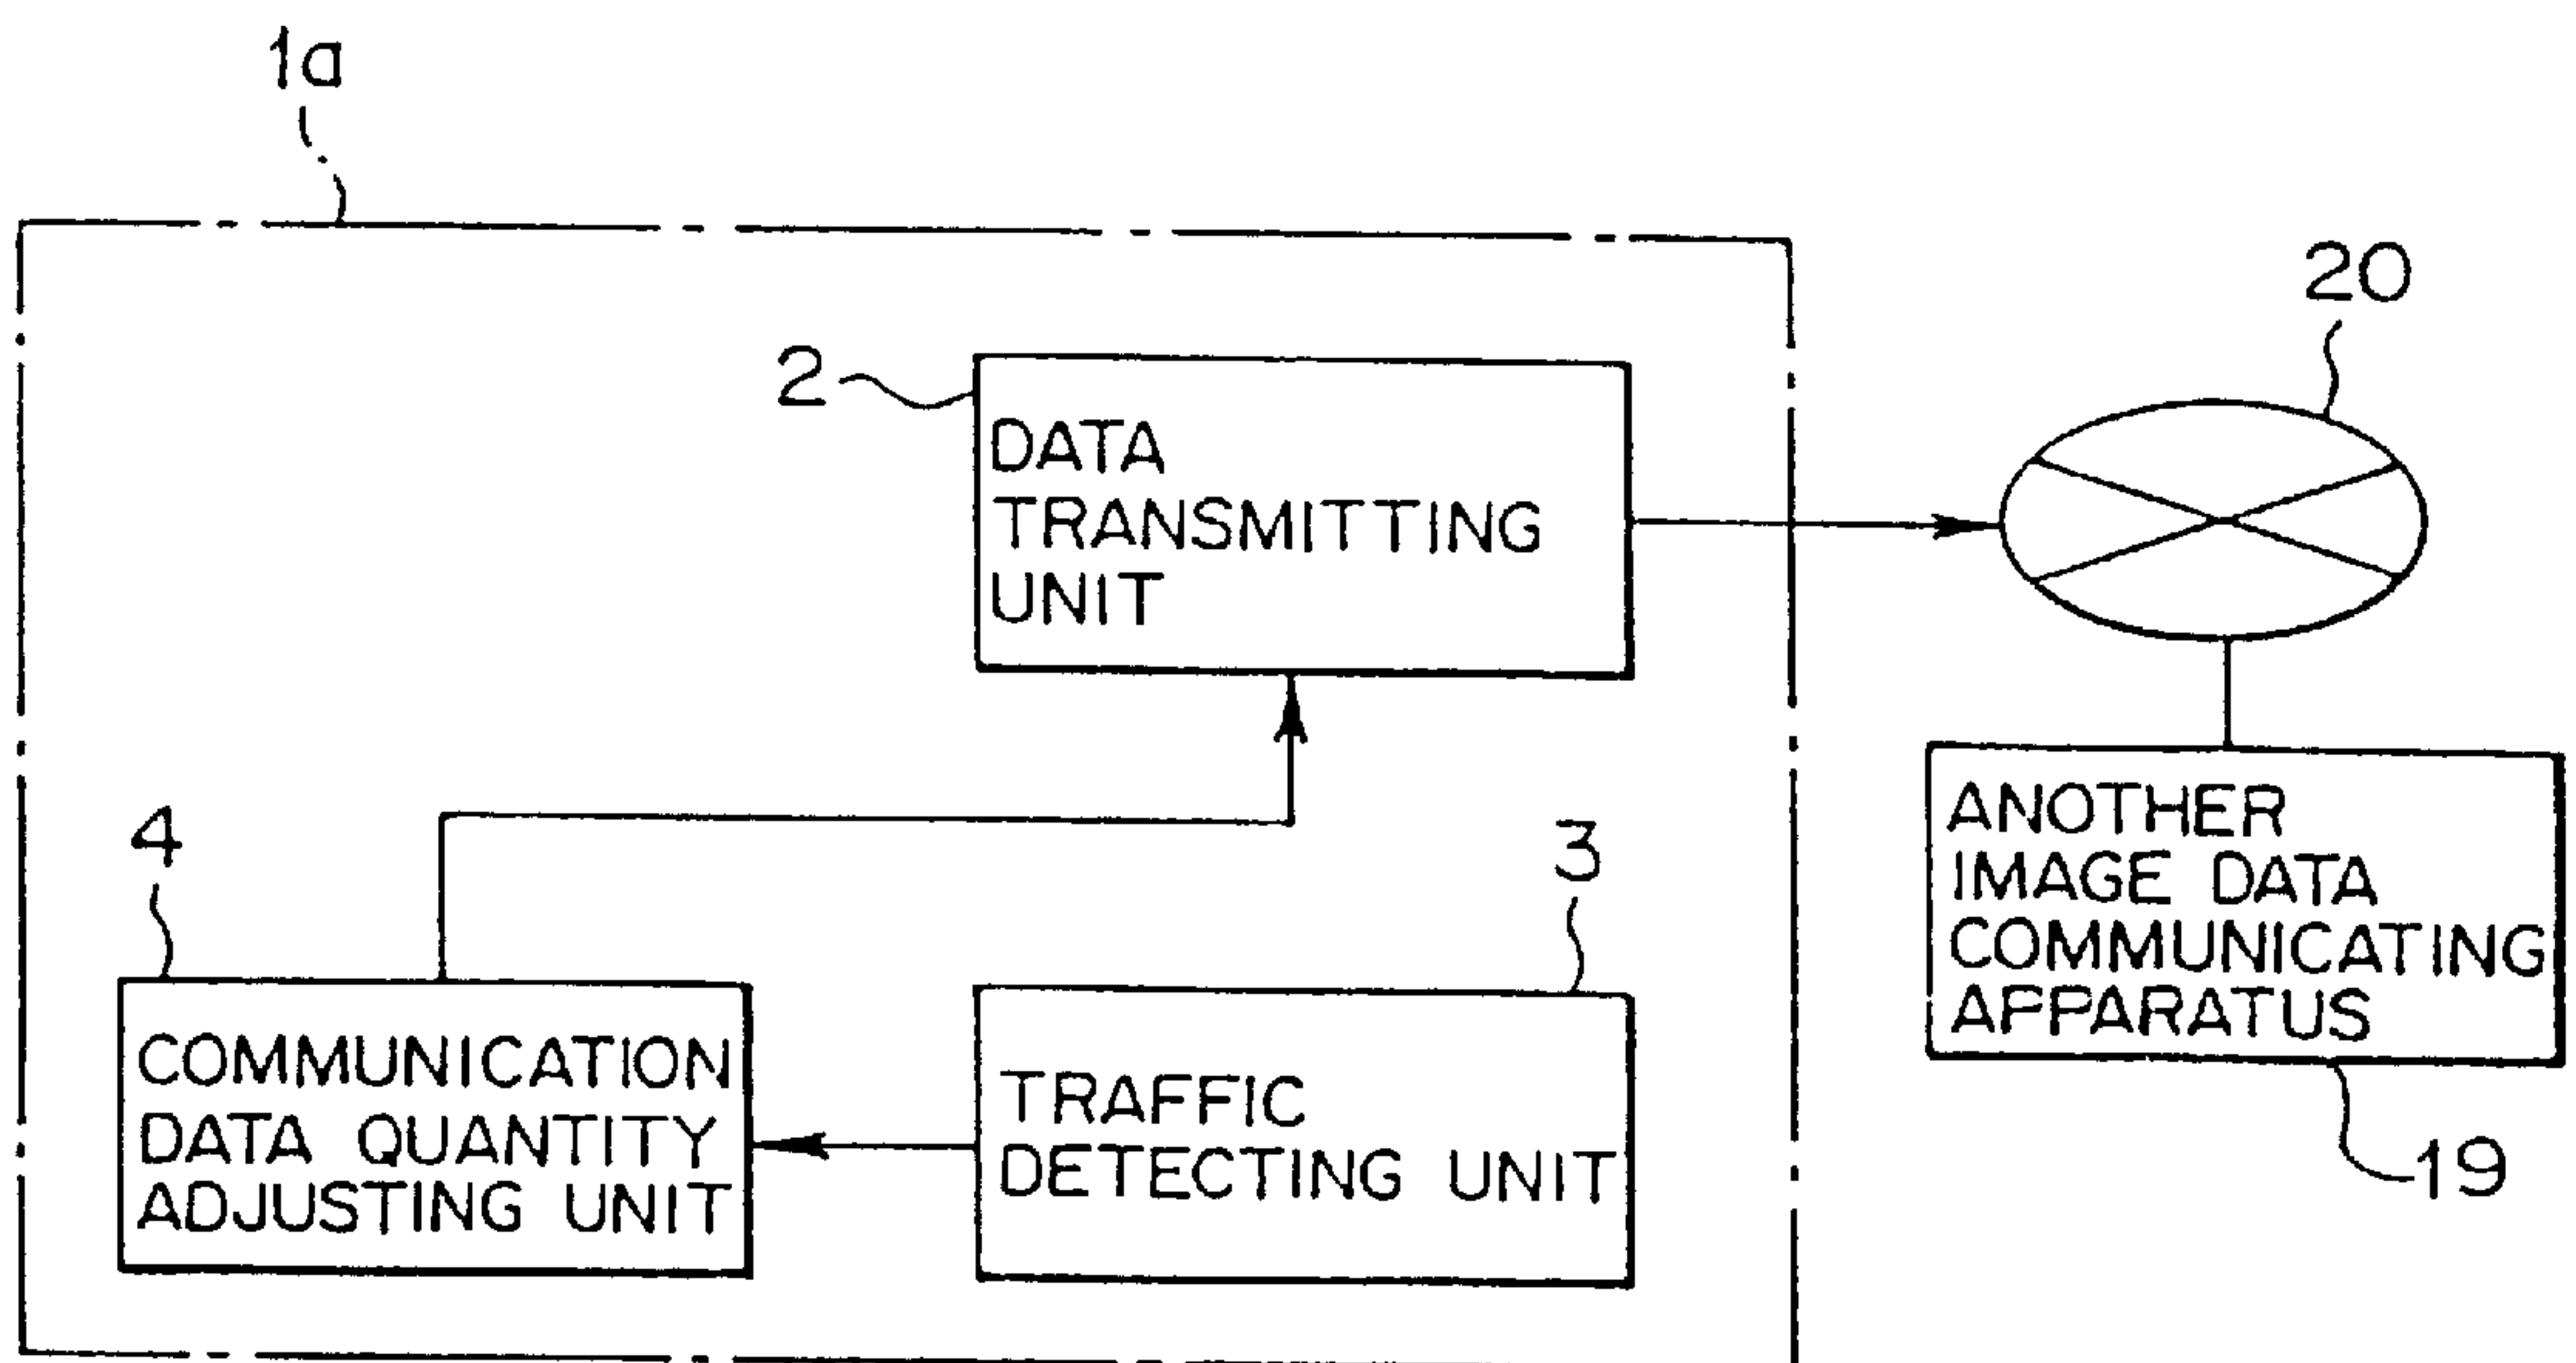 1a
20
2
DATA
TRANSMITTING
UNIT
4
3
ANOTHER
IMAGE DATA
COMMUNICATING
APPARATUS
COMMUNICATION
DATA QUANTITY
ADJUSTING UNIT
TRAFFIC
DETECTING UNIT
19